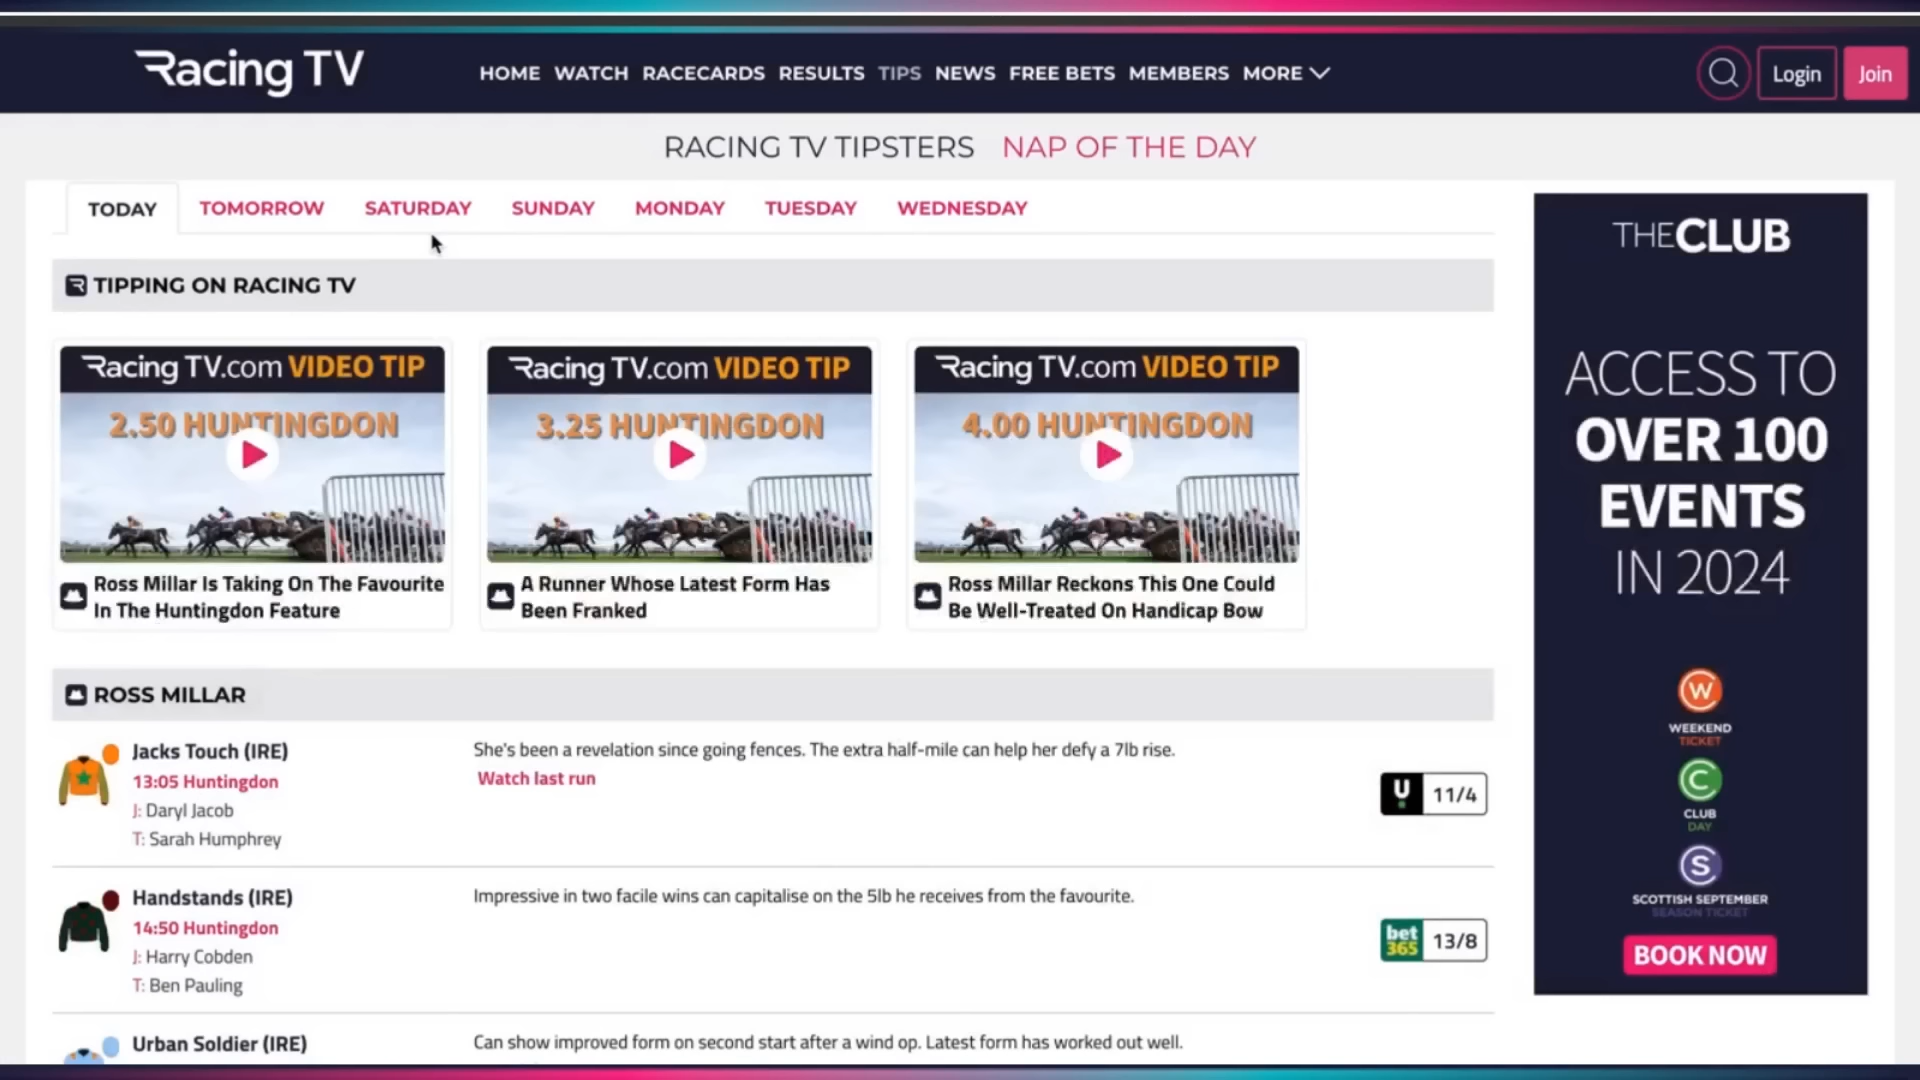 Racing TV
HOME WATCH RACECARDS RESULTS TIPS NEWS FREE BETS MEMBERS MORE
Login
Join
RACING TV TIPSTERS NAP OF THE DAY
TODAY TOMORROW SATURDAY SUNDAY MONDAY TUESDAY WEDNESDAY
TIPPING ON RACING TV
Racing TV.com VIDEO TIP
2.50 HUNTINGDON
Ross Millar Is Taking On The Favourite
In The Huntingdon Feature
Racing TV.com VIDEO TIP
3.25 HUNTINGDON
A Runner Whose Latest Form Has
Been Franked
Racing TV.com VIDEO TIP
4.00 HUNTINGDON
Ross Millar Reckons This One Could
Be Well-Treated On Handicap Bow
ROSS MILLAR
Jacks Touch (IRE)
13:05 Huntingdon
J: Daryl Jacob
T: Sarah Humphrey
She's been a revelation since going fences. The extra half-mile can help her defy a 7lb rise.
Watch last run
U 11/4
Handstands (IRE)
14:50 Huntingdon
J: Harry Cobden
T: Ben Pauling
Impressive in two facile wins can capitalise on the 5lb he receives from the favourite.
bet
365
13/8
Urban Soldier (IRE)
Can show improved form on second start after a wind op. Latest form has worked out well.
THECLUB
ACCESS TO
OVER 100
EVENTS
IN 2024
W
WEEKEND
TICKET
C
CLUB
DAY
S
SCOTTISH SEPTEMBER
SEASON TICKET
BOOK NOW